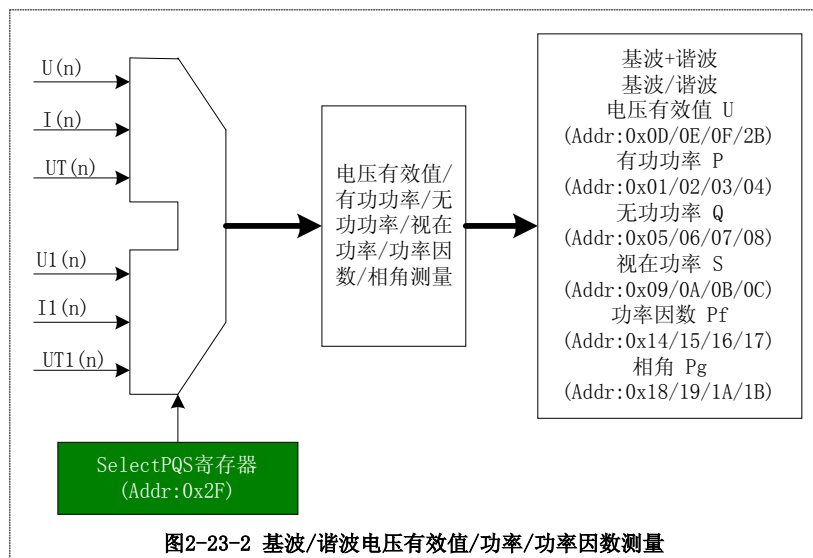 U(n)
I(n)
UT(n)
U1(n)
I1(n)
UT1(n)
SelectPQS寄存器
(Addr:0x2F)
电压有效值/
有功功率/无
功功率/视在
功率/功率因
数/相角测量
基波+谐波
基波/谐波
电压有效值 U
(Addr:0x0D/0E/0F/2B)
有功功率 P
(Addr:0x01/02/03/04)
无功功率 Q
(Addr:0x05/06/07/08)
视在功率 S
(Addr:0x09/0A/0B/0C)
功率因数 Pf
(Addr:0x14/15/16/17)
相角 Pg
(Addr:0x18/19/1A/1B)
图2-23-2 基波/谐波电压有效值/功率/功率因数测量